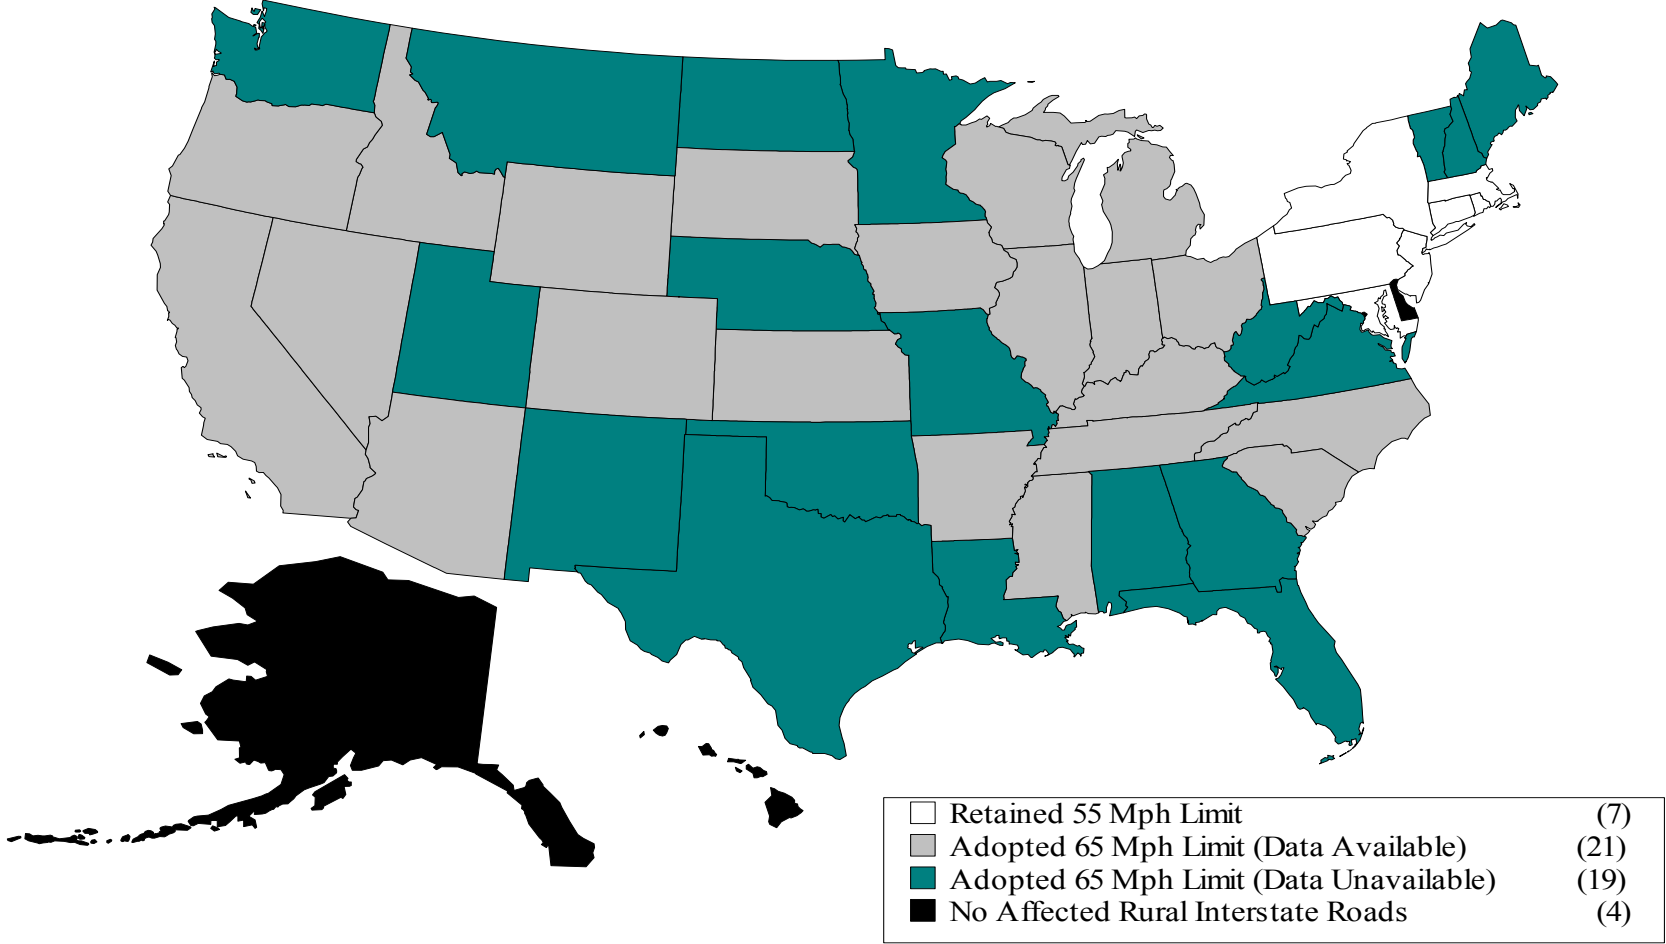 Retained 55 Mph Limit (7)
Adopted 65 Mph Limit (Data Available) (21)
Adopted 65 Mph Limit (Data Unavailable) (19)
No Affected Rural Interstate Roads (4)